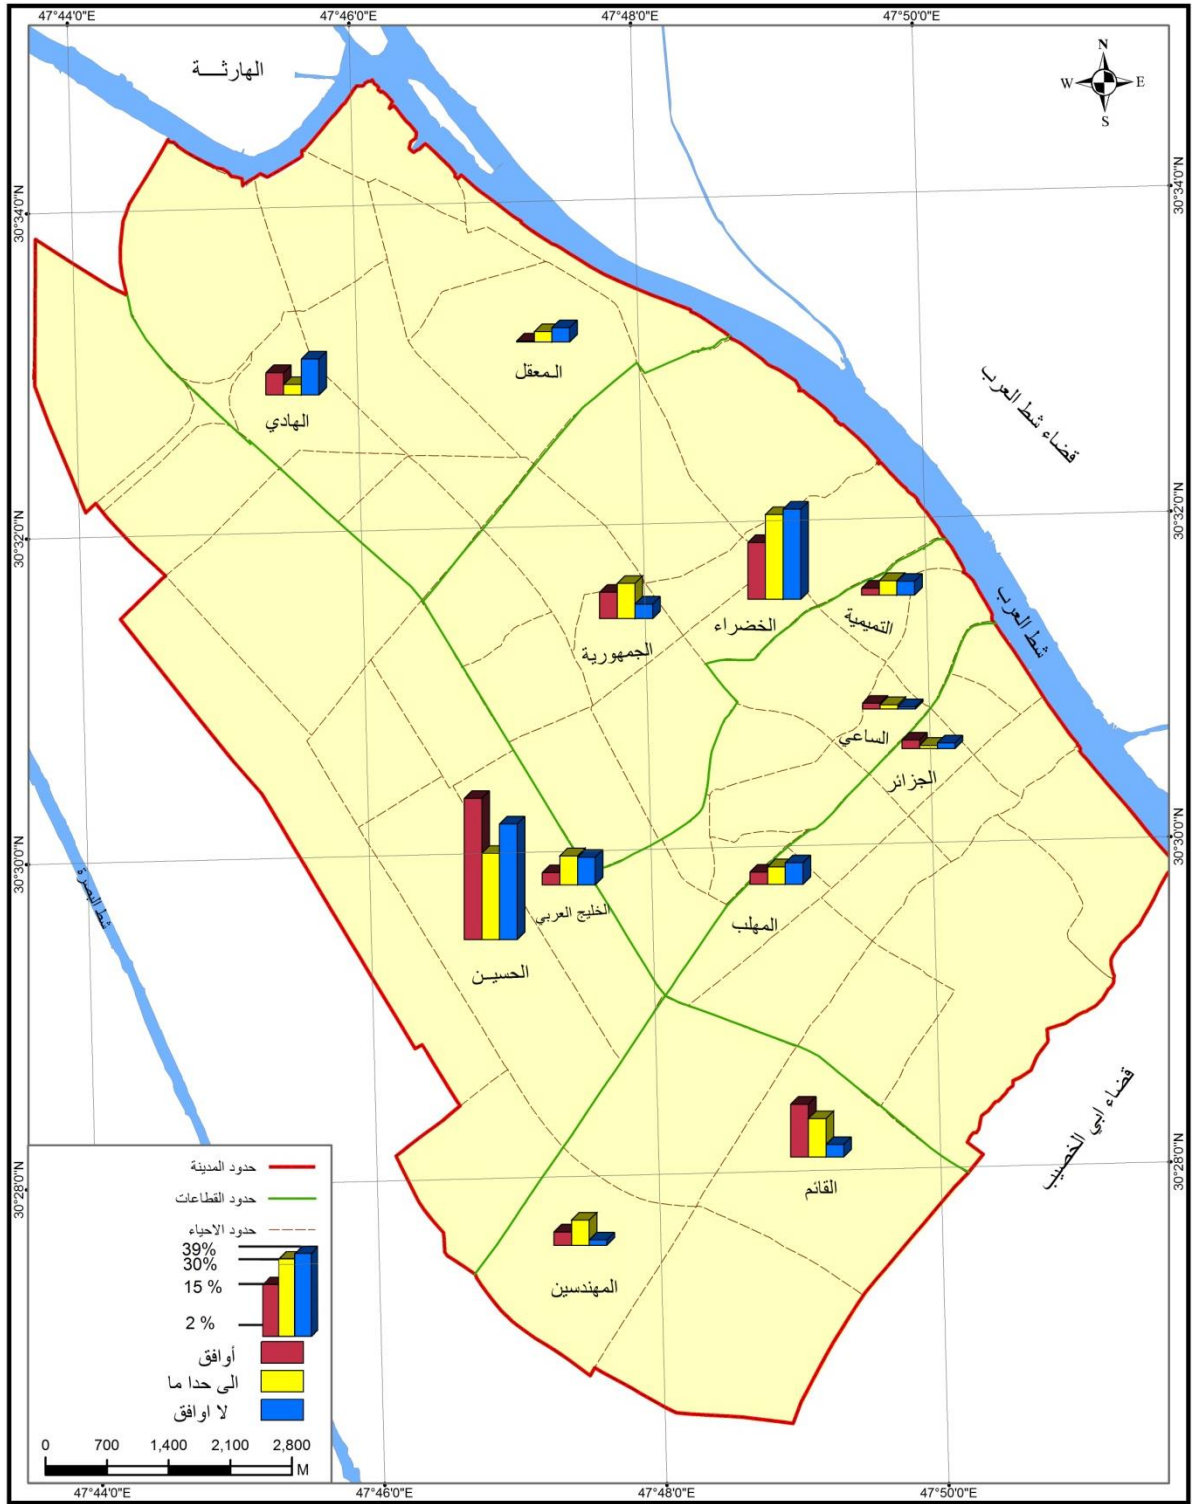 47°44'0"E 47°46'0"E 47°48'0"E 47°50'0"E
N
W E
S
الهارثـــة
30°34'0"N 30°34'0"N
المعقل
الهادي
قضاء شط العرب
30°32'0"N 30°32'0"N
شط العرب
التميمية
الخضراء
الجمهورية
الساعي
الجزائر
30°30'0"N 30°30'0"N
شط البصرة
الخليج العربي
المهلب
الحسيـن
قضاء ابي الخصيب
30°28'0"N 30°28'0"N
القائم
المهندسين
حدود المدينة
حدود القطاعات
حدود الاحياء
39%
30%
15 %
2 %
أوافق
الى حدا ما
لا اوافق
0 700 1,400 2,100 2,800
M
47°44'0"E 47°46'0"E 47°48'0"E 47°50'0"E